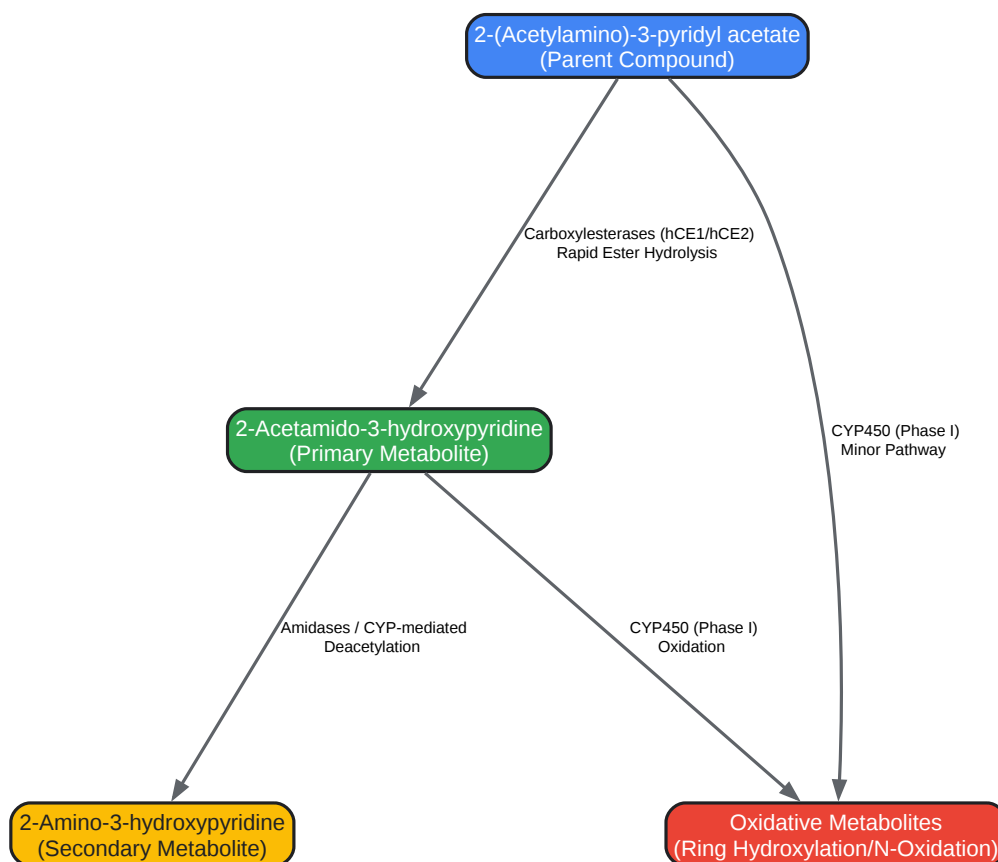 2-(Acetylamino)-3-pyridyl acetate
(Parent Compound)
Carboxylesterases (hCE1/hCE2)
Rapid Ester Hydrolysis
CYP450 (Phase I)
Minor Pathway
2-Acetamido-3-hydroxypyridine
(Primary Metabolite)
Amidases / CYP-mediated
Deacetylation
CYP450 (Phase I)
Oxidation
2-Amino-3-hydroxypyridine
(Secondary Metabolite)
Oxidative Metabolites
(Ring Hydroxylation/N-Oxidation)